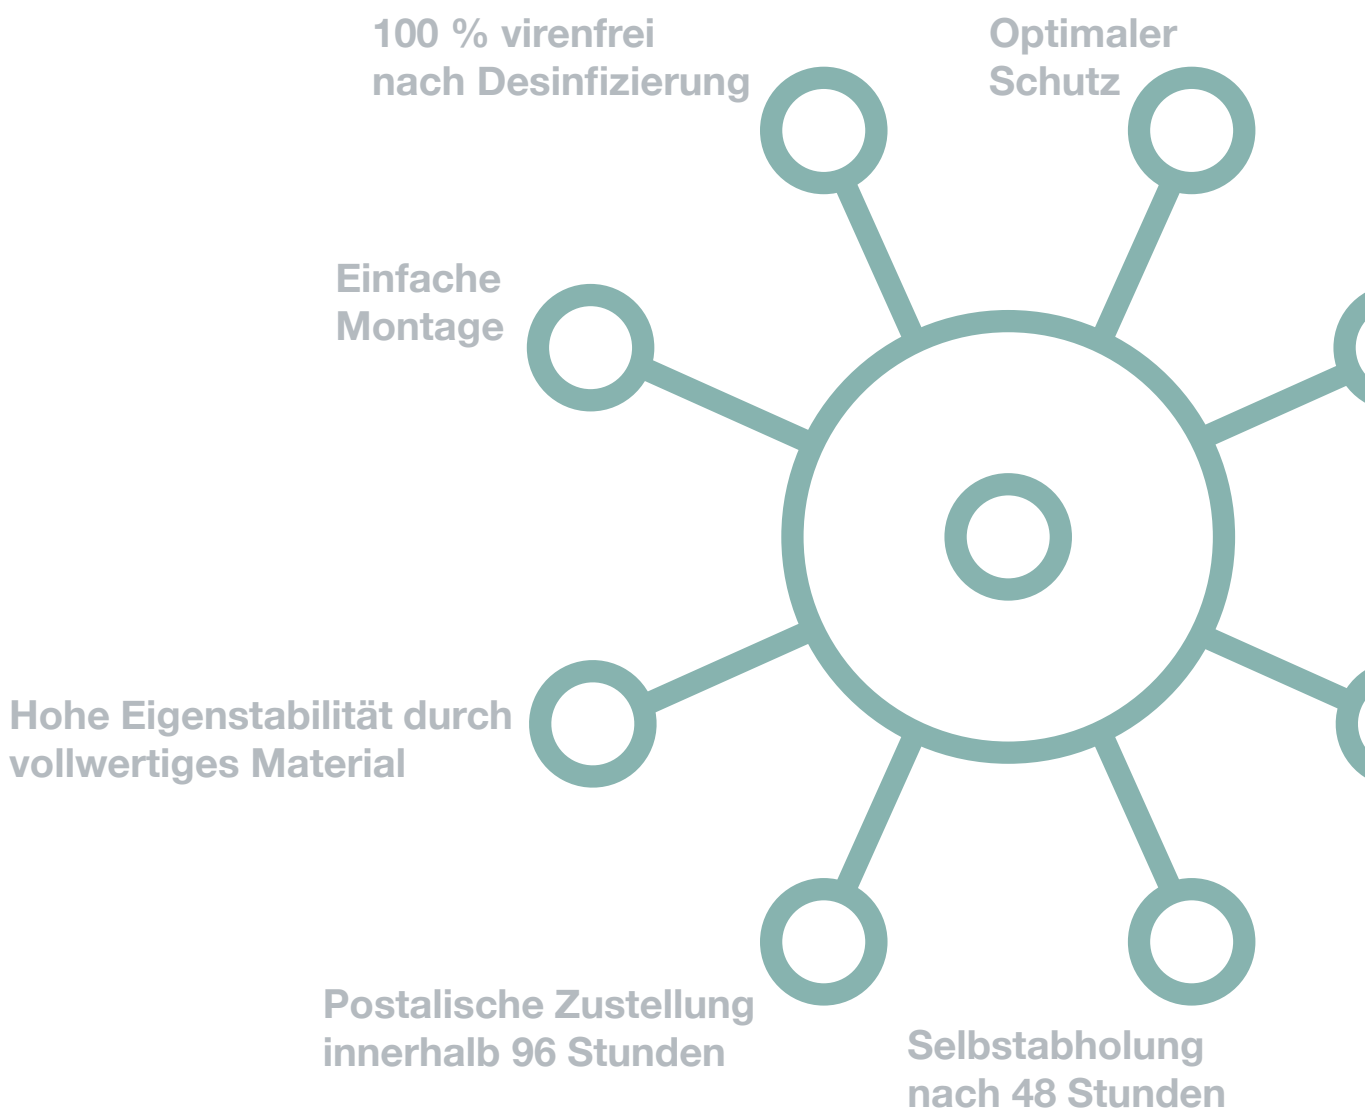 100 % virenfrei
nach Desinfizierung
Optimaler
Schutz
Einfache
Montage
Hohe Eigenstabilität durch
vollwertiges Material
Postalische Zustellung
innerhalb 96 Stunden
Selbstabholung
nach 48 Stunden